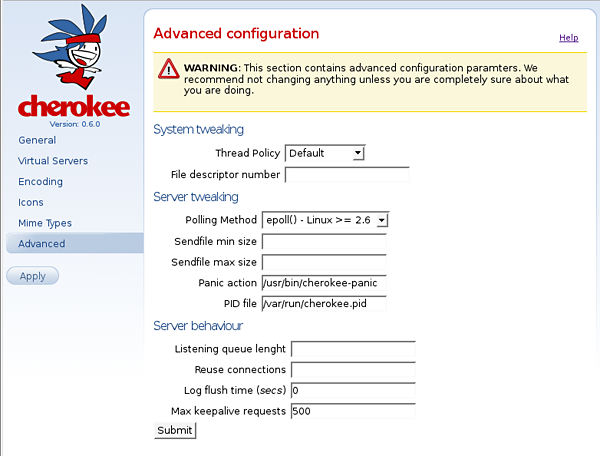 cherokee
Version: 0.6.0
General
Virtual Servers
Encoding
Icons
Mime Types
Advanced
Apply
Advanced configuration
Help
WARNING: This section contains advanced configuration paramters. We
recommend not changing anything unless you are completely sure about what
you are doing.
System tweaking
Thread Policy Default
File descriptor number
Server tweaking
Polling Method epoll() - Linux >= 2.6
Sendfile min size
Sendfile max size
Panic action /usr/bin/cherokee-panic
PID file /var/run/cherokee.pid
Server behaviour
Listening queue lenght
Reuse connections
Log flush time (secs) 0
Max keepalive requests 500
Submit